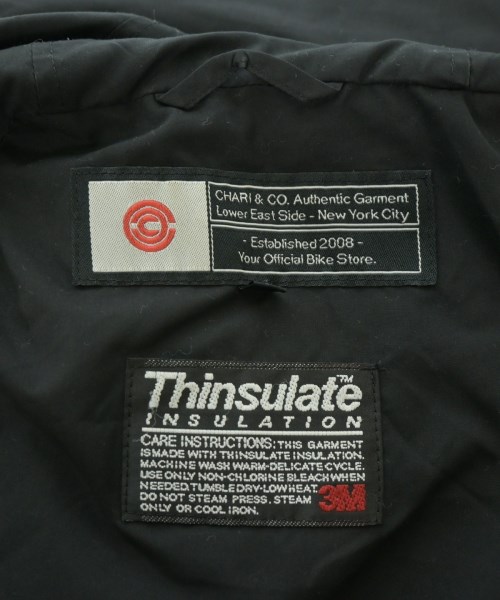 CHARI & CO. Authentic Garment
Lower East Side - New York City
- Established 2008 -
Your Official Bike Store.
Thinsulate™
INSULATION
CARE INSTRUCTIONS: THIS GARMENT
IS MADE WITH THINSULATE INSULATION.
MACHINE WASH WARM-DELICATE CYCLE.
USE ONLY NON-CHLORINE BLEACH WHEN
NEEDED. TUMBLE DRY-LOW HEAT.
DO NOT STEAM PRESS. STEAM
ONLY OR COOL IRON.
3M